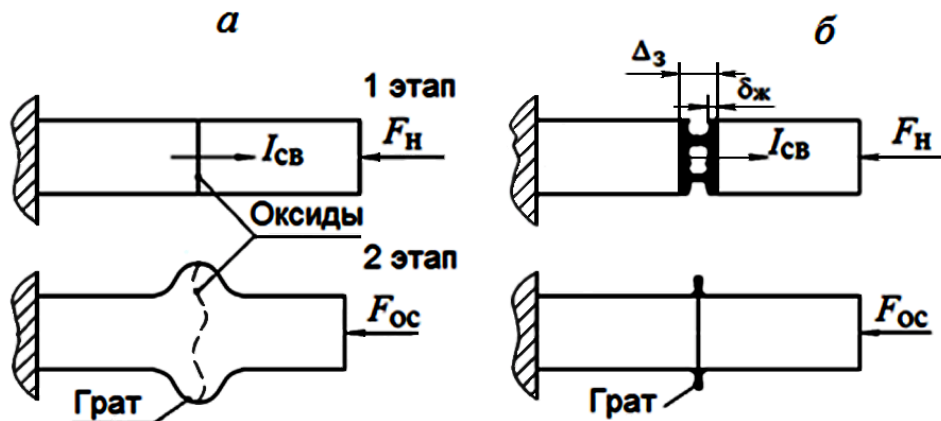 а
1 этап
Fн
Iсв
Оксиды
2 этап
Fос
Грат
б
Δз
δж
Iсв
Fн
Fос
Грат